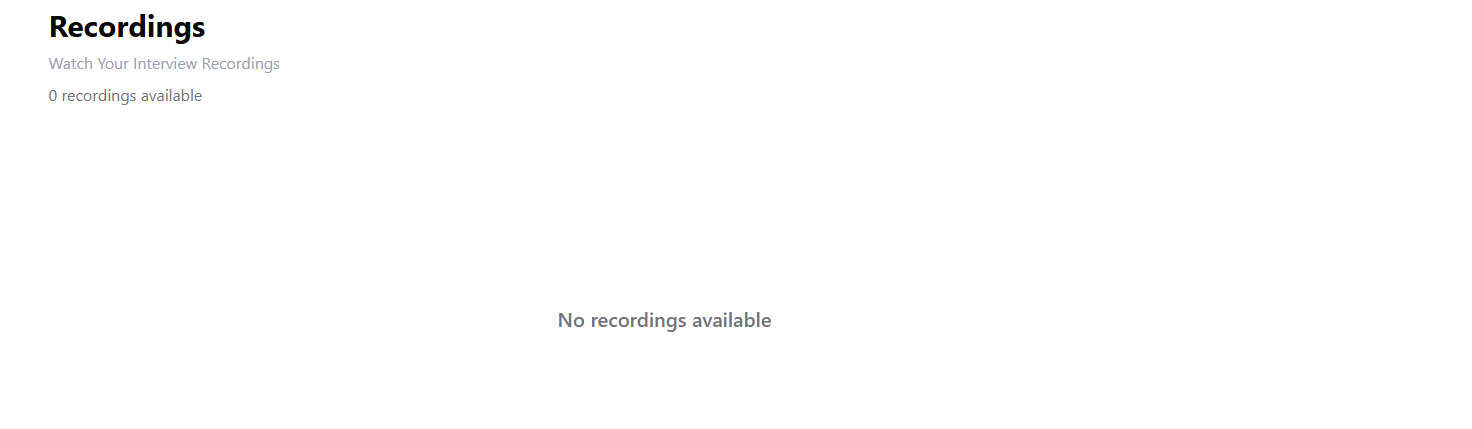 Recordings
Watch Your Interview Recordings
0 recordings available
No recordings available